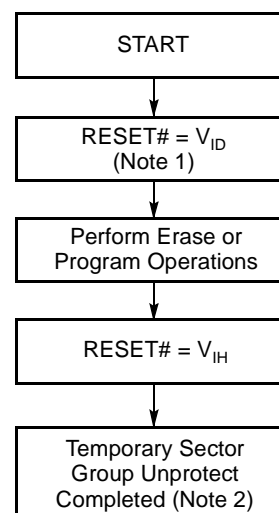 START
RESET# = VID
(Note 1)
Perform Erase or
Program Operations
RESET# = VIH
Temporary Sector
Group Unprotect
Completed (Note 2)